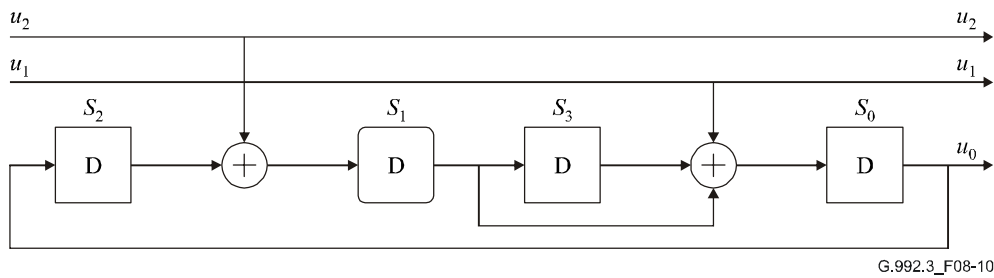 u₂ u₂
u₁ u₁
S₂ S₁ S₃ S₀
D + D D + D u₀
G.992.3_F08-10